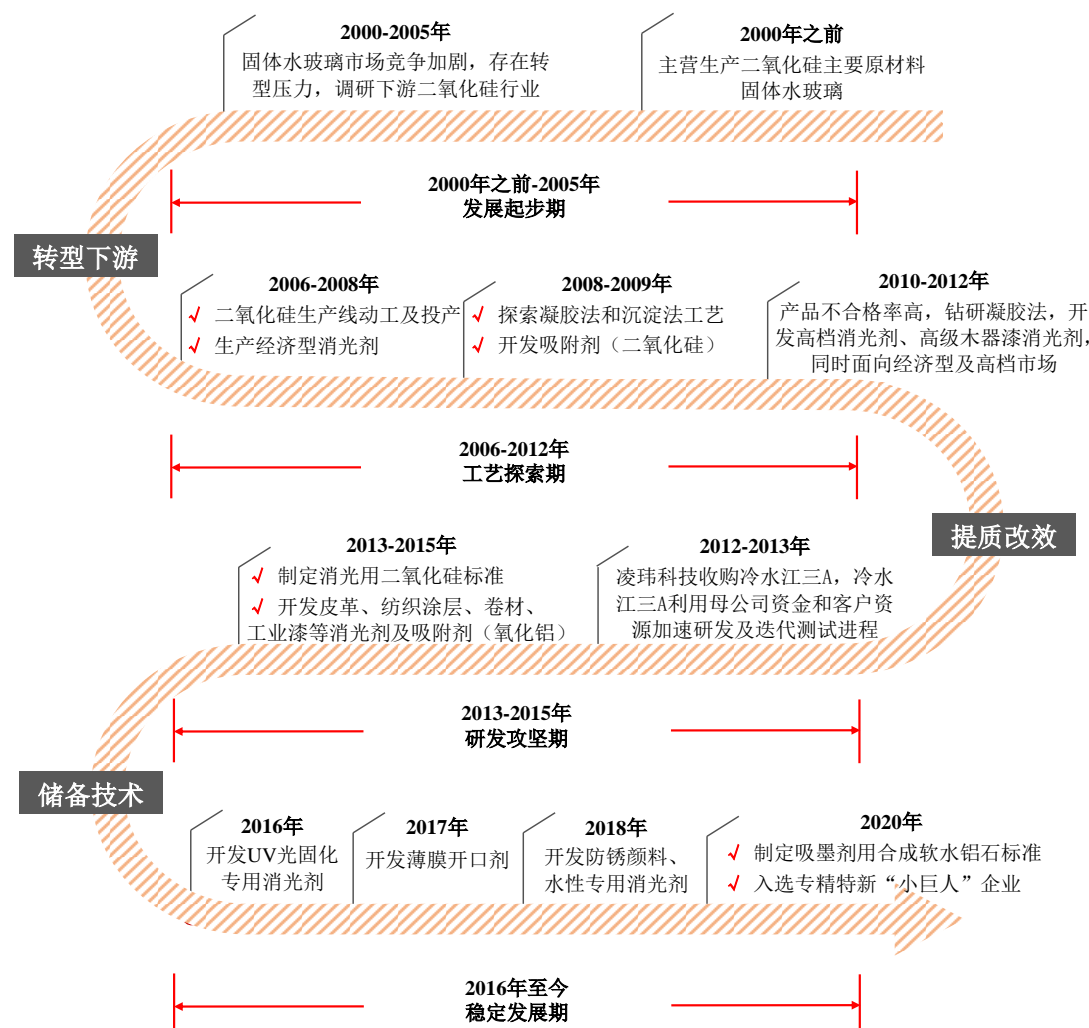 2000年之前
主营生产二氧化硅主要原材料
固体水玻璃
2000-2005年
固体水玻璃市场竞争加剧，存在转
型压力，调研下游二氧化硅行业
2000年之前-2005年
发展起步期
转型下游
2006-2008年
√ 二氧化硅生产线动工及投产
√ 生产经济型消光剂
2008-2009年
√ 探索凝胶法和沉淀法工艺
√ 开发吸附剂（二氧化硅）
2010-2012年
产品不合格率高，钻研凝胶法，开
发高档消光剂、高级木器漆消光剂，
同时面向经济型及高档市场
2006-2012年
工艺探索期
提质改效
2012-2013年
凌玮科技收购冷水江三A，冷水
江三A利用母公司资金和客户资
源加速研发及迭代测试进程
2013-2015年
√ 制定消光用二氧化硅标准
√ 开发皮革、纺织涂层、卷材、
工业漆等消光剂及吸附剂（氧化铝）
2013-2015年
研发攻坚期
储备技术
2016年
开发UV光固化
专用消光剂
2017年
开发薄膜开口剂
2018年
开发防锈颜料、
水性专用消光剂
2020年
√ 制定吸墨剂用合成软水铝石标准
√ 入选专精特新“小巨人”企业
2016年至今
稳定发展期